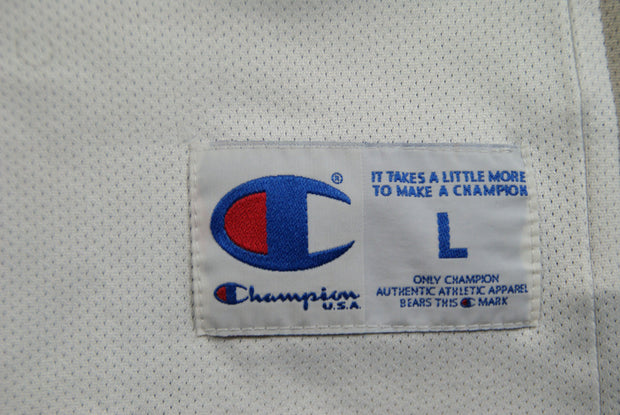 ®
Champion
U.S.A.
IT TAKES A LITTLE MORE
TO MAKE A CHAMPION
L
ONLY CHAMPION
AUTHENTIC ATHLETIC APPAREL
BEARS THIS C MARK